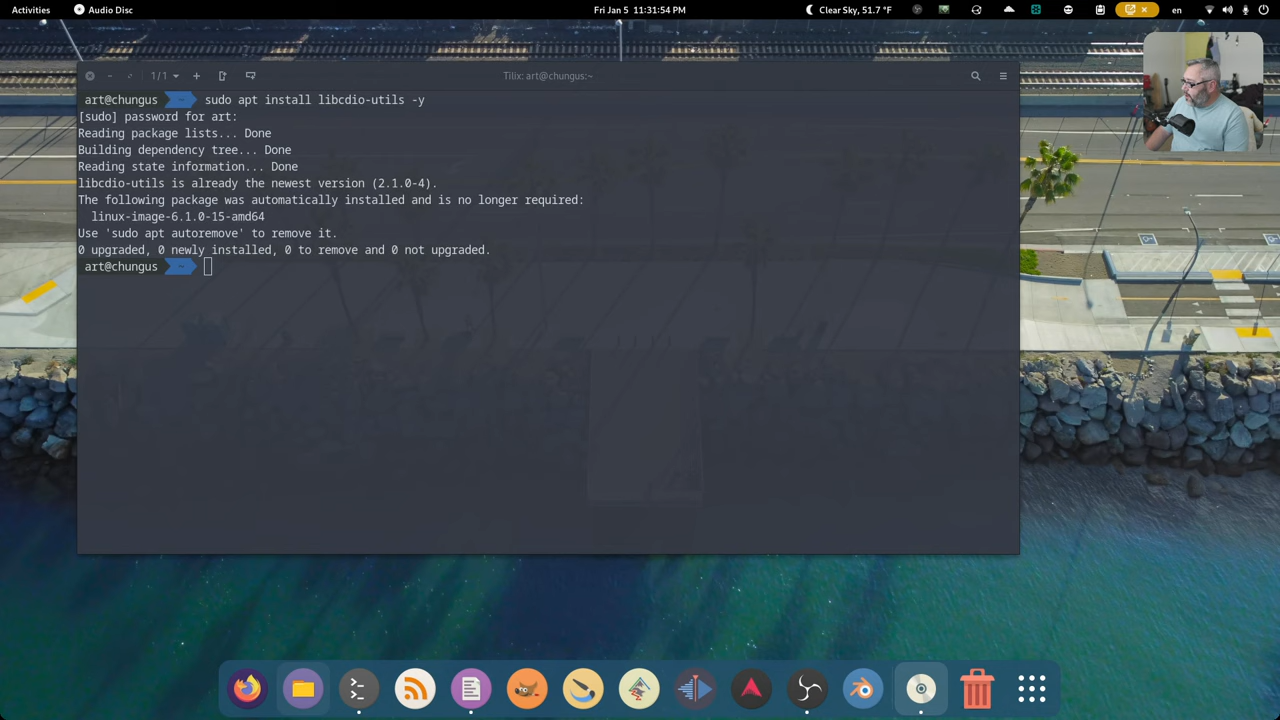 Activities Audio Disc Fri Jan 5 11:31:54 PM Clear Sky, 51.7 °F en
1/1 Tilix: art@chungus:~
art@chungus ~ sudo apt install libcdio-utils -y
[sudo] password for art:
Reading package lists... Done
Building dependency tree... Done
Reading state information... Done
libcdio-utils is already the newest version (2.1.0-4).
The following package was automatically installed and is no longer required:
linux-image-6.1.0-15-amd64
Use 'sudo apt autoremove' to remove it.
0 upgraded, 0 newly installed, 0 to remove and 0 not upgraded.
art@chungus ~